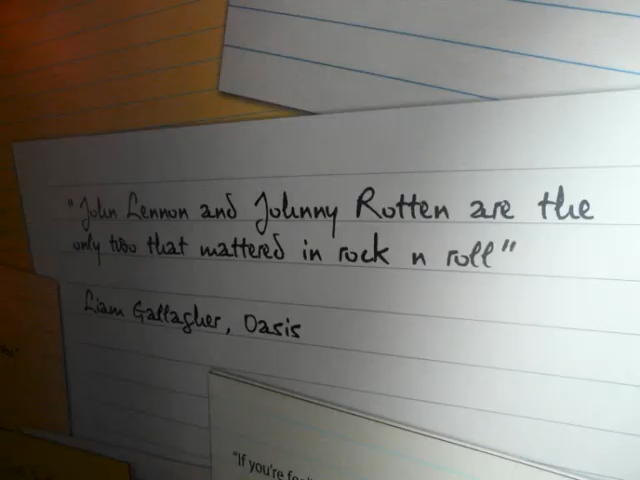 "John Lennon and Johnny Rotten are the
only two that mattered in rock n roll"
Liam Gallagher, Oasis
"If you're